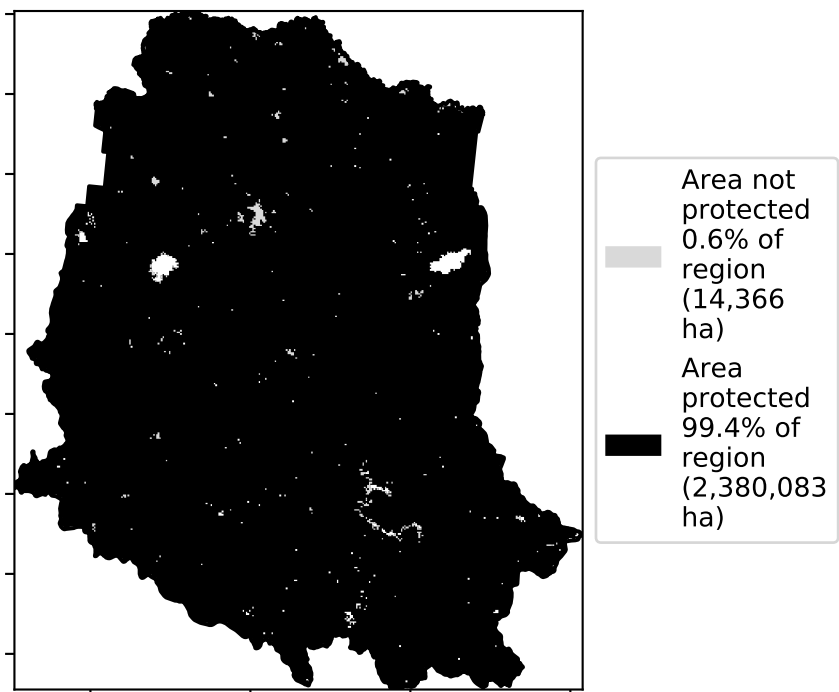 Area not
protected
0.6% of
region
(14,366
ha)
Area
protected
99.4% of
region
(2,380,083
ha)